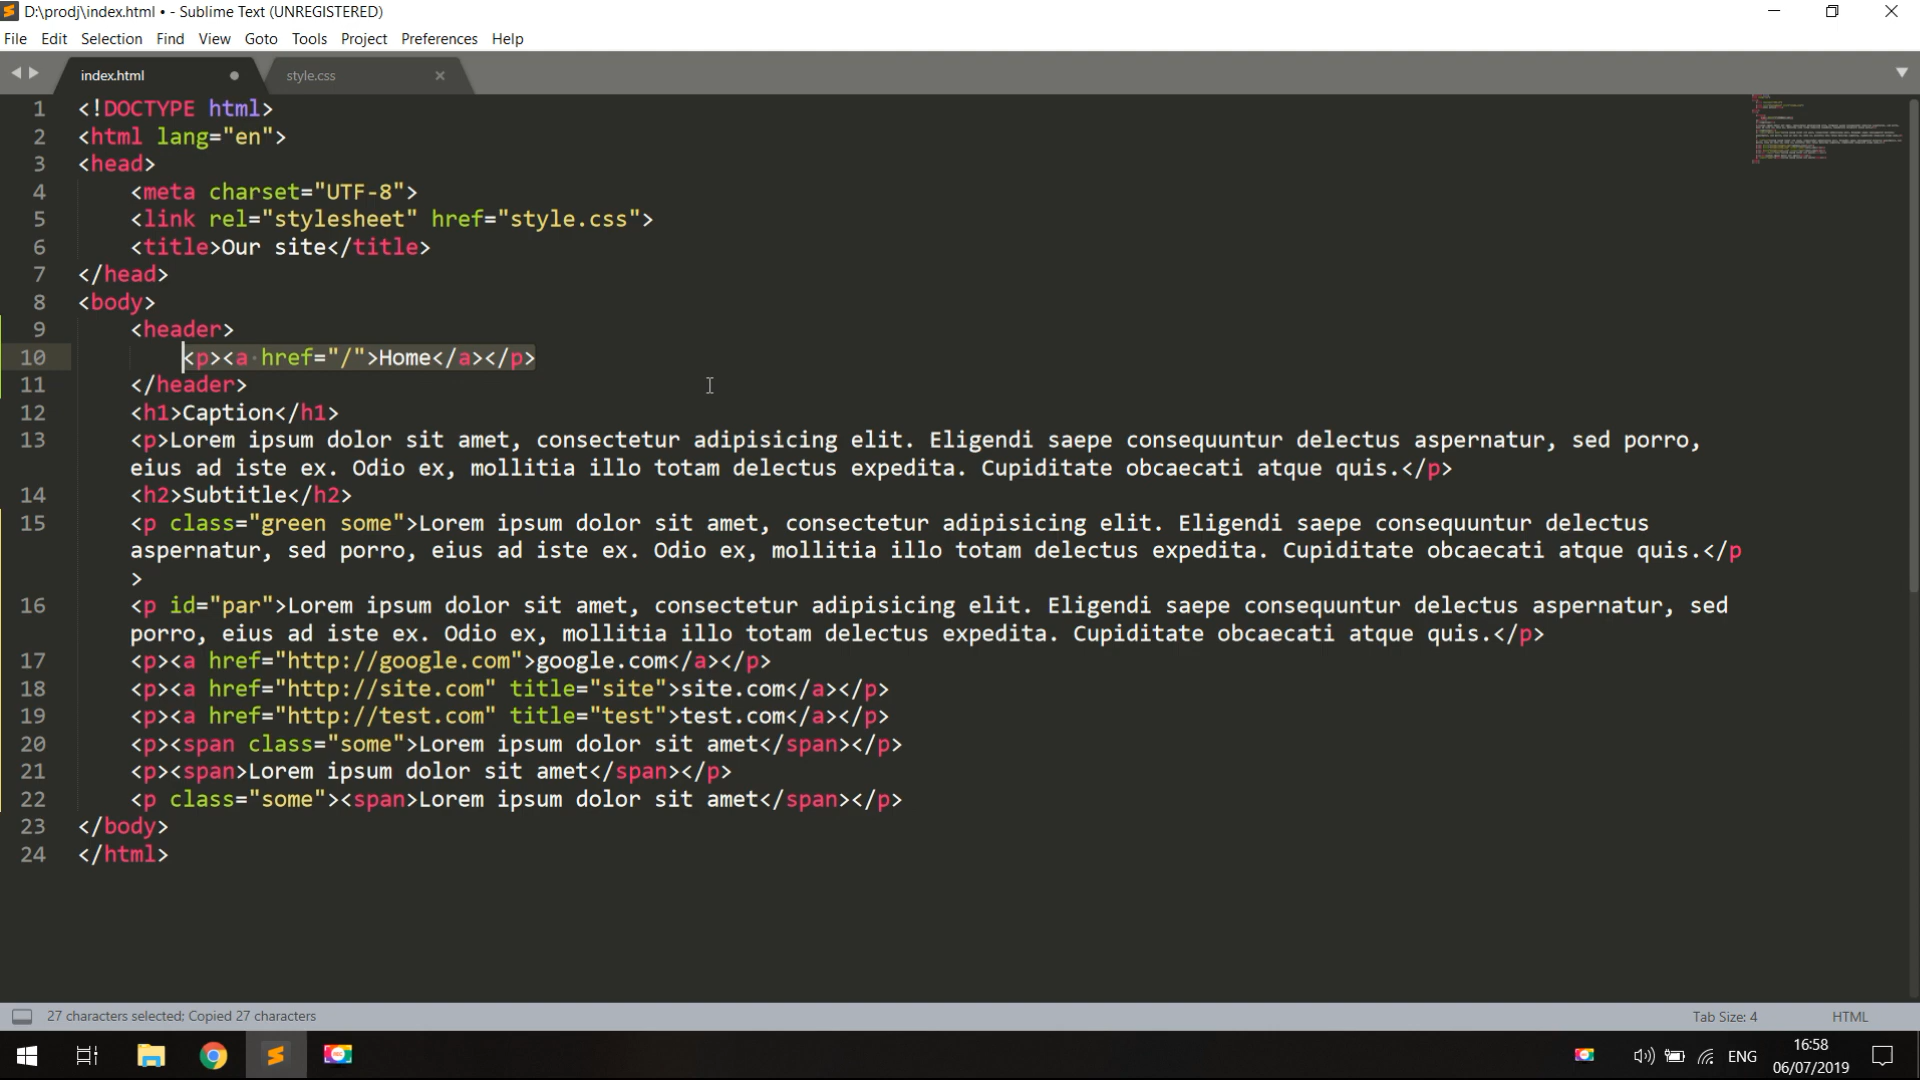 D:\prodj\index.html • - Sublime Text (UNREGISTERED)
File Edit Selection Find View Goto Tools Project Preferences Help
index.html style.css
1 <!DOCTYPE html>
2 <html lang="en">
3 <head>
4 <meta charset="UTF-8">
5 <link rel="stylesheet" href="style.css">
6 <title>Our site</title>
7 </head>
8 <body>
9 <header>
10 <p><a href="/">Home</a></p>
11 </header>
12 <h1>Caption</h1>
13 <p>Lorem ipsum dolor sit amet, consectetur adipisicing elit. Eligendi saepe consequuntur delectus aspernatur, sed porro,
eius ad iste ex. Odio ex, mollitia illo totam delectus expedita. Cupiditate obcaecati atque quis.</p>
14 <h2>Subtitle</h2>
15 <p class="green some">Lorem ipsum dolor sit amet, consectetur adipisicing elit. Eligendi saepe consequuntur delectus
aspernatur, sed porro, eius ad iste ex. Odio ex, mollitia illo totam delectus expedita. Cupiditate obcaecati atque quis.</p
>
16 <p id="par">Lorem ipsum dolor sit amet, consectetur adipisicing elit. Eligendi saepe consequuntur delectus aspernatur, sed
porro, eius ad iste ex. Odio ex, mollitia illo totam delectus expedita. Cupiditate obcaecati atque quis.</p>
17 <p><a href="http://google.com">google.com</a></p>
18 <p><a href="http://site.com" title="site">site.com</a></p>
19 <p><a href="http://test.com" title="test">test.com</a></p>
20 <p><span class="some">Lorem ipsum dolor sit amet</span></p>
21 <p><span>Lorem ipsum dolor sit amet</span></p>
22 <p class="some"><span>Lorem ipsum dolor sit amet</span></p>
23 </body>
24 </html>
27 characters selected; Copied 27 characters Tab Size: 4 HTML
ENG 16:58
06/07/2019